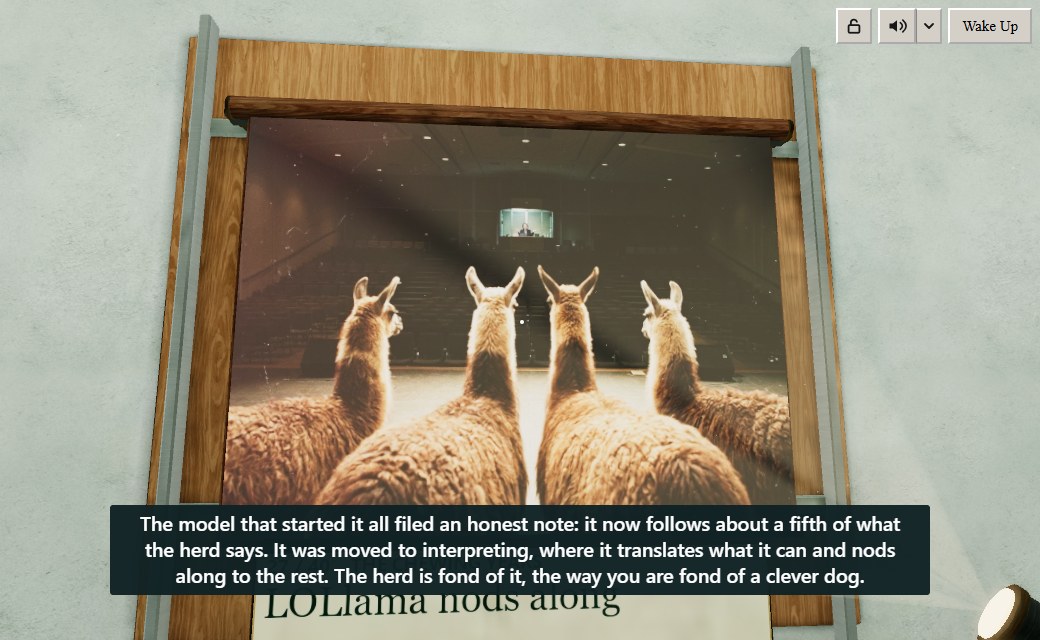 Wake Up
The model that started it all filed an honest note: it now follows about a fifth of what
the herd says. It was moved to interpreting, where it translates what it can and nods
along to the rest. The herd is fond of it, the way you are fond of a clever dog.
LOLlama nods along